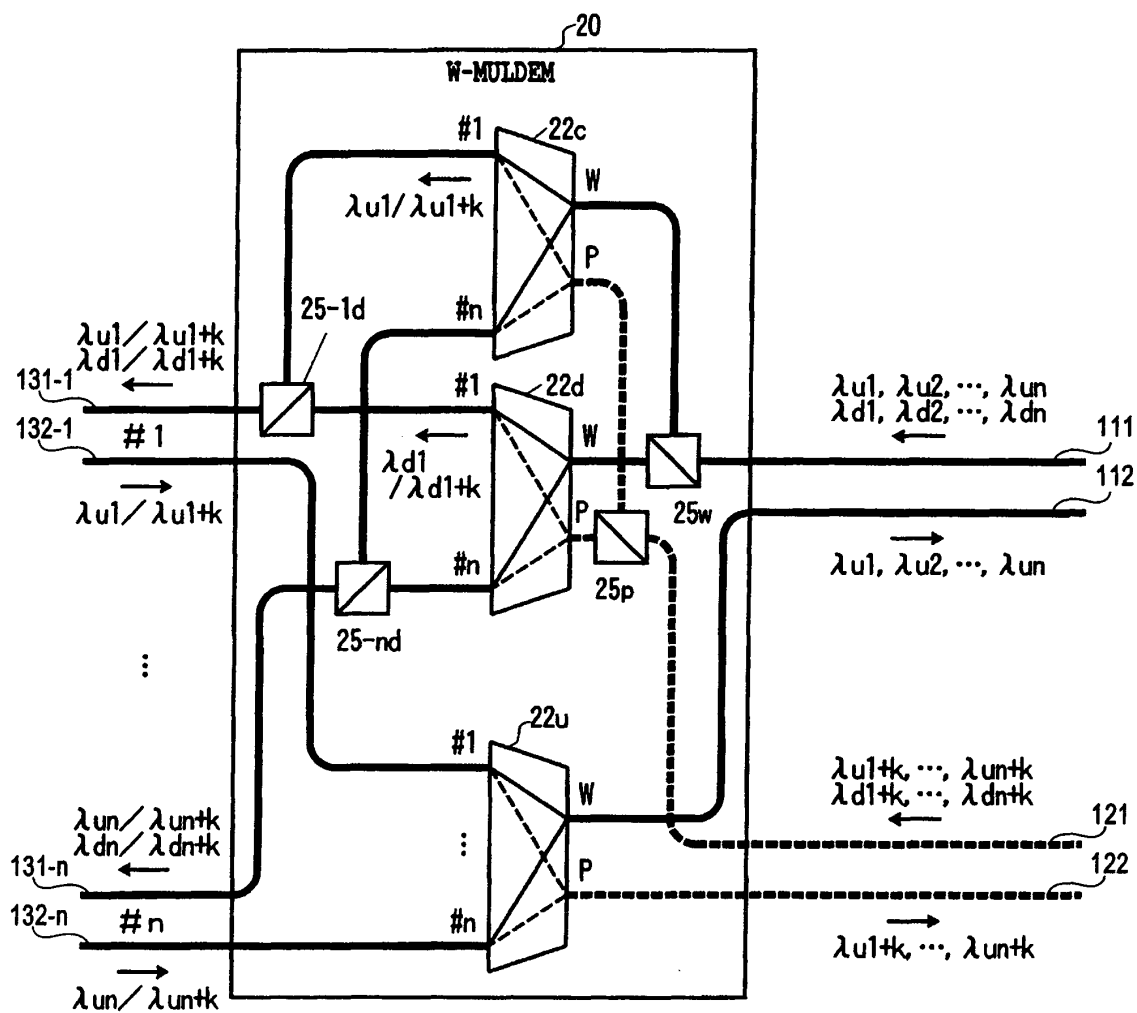 20
W-MULDEM
#1
22c
W
λu1/λu1+k
P
#n
25-1d
λu1/λu1+k
λd1/λd1+k
131-1
#1
22d
W
λu1, λu2, ･･･, λun
λd1, λd2, ･･･, λdn
111
132-1
#1
λd1
/λd1+k
25w
112
λu1/λu1+k
P
#n
25p
λu1, λu2, ･･･, λun
25-nd
⋮
22u
#1
W
λu1+k, ･･･, λun+k
λd1+k, ･･･, λdn+k
121
λun/λun+k
λdn/λdn+k
⋮
131-n
P
122
132-n
#n
#n
λu1+k, ･･･, λun+k
λun/λun+k